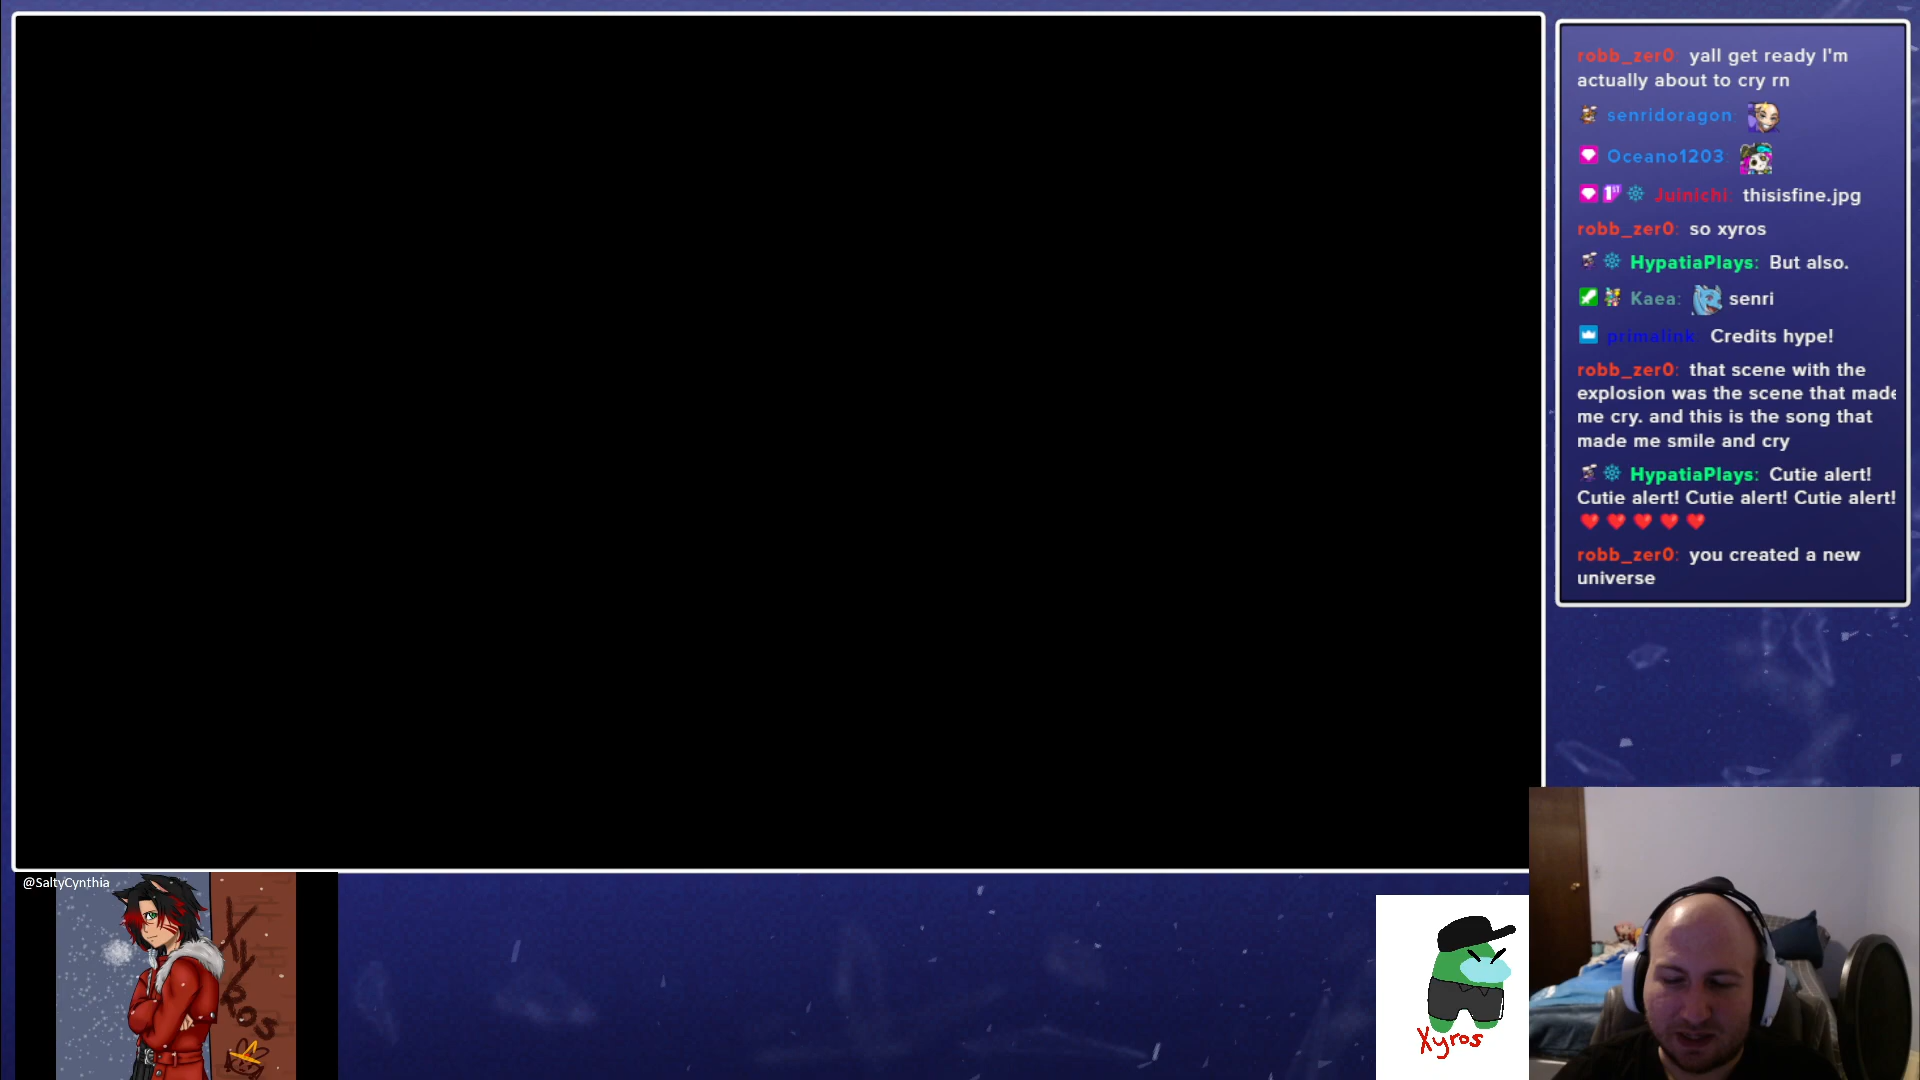 robb_zer0: yall get ready I'm
actually about to cry rn
senridoragon:
Oceano1203:
Juinichi: thisisfine.jpg
robb_zer0: so xyros
HypatiaPlays: But also.
Kaea: senri
primalink: Credits hype!
robb_zer0: that scene with the
explosion was the scene that made
me cry. and this is the song that
made me smile and cry
HypatiaPlays: Cutie alert!
Cutie alert! Cutie alert! Cutie alert!
robb_zer0: you created a new
universe
@SaltyCynthia
Xyros
Xyros